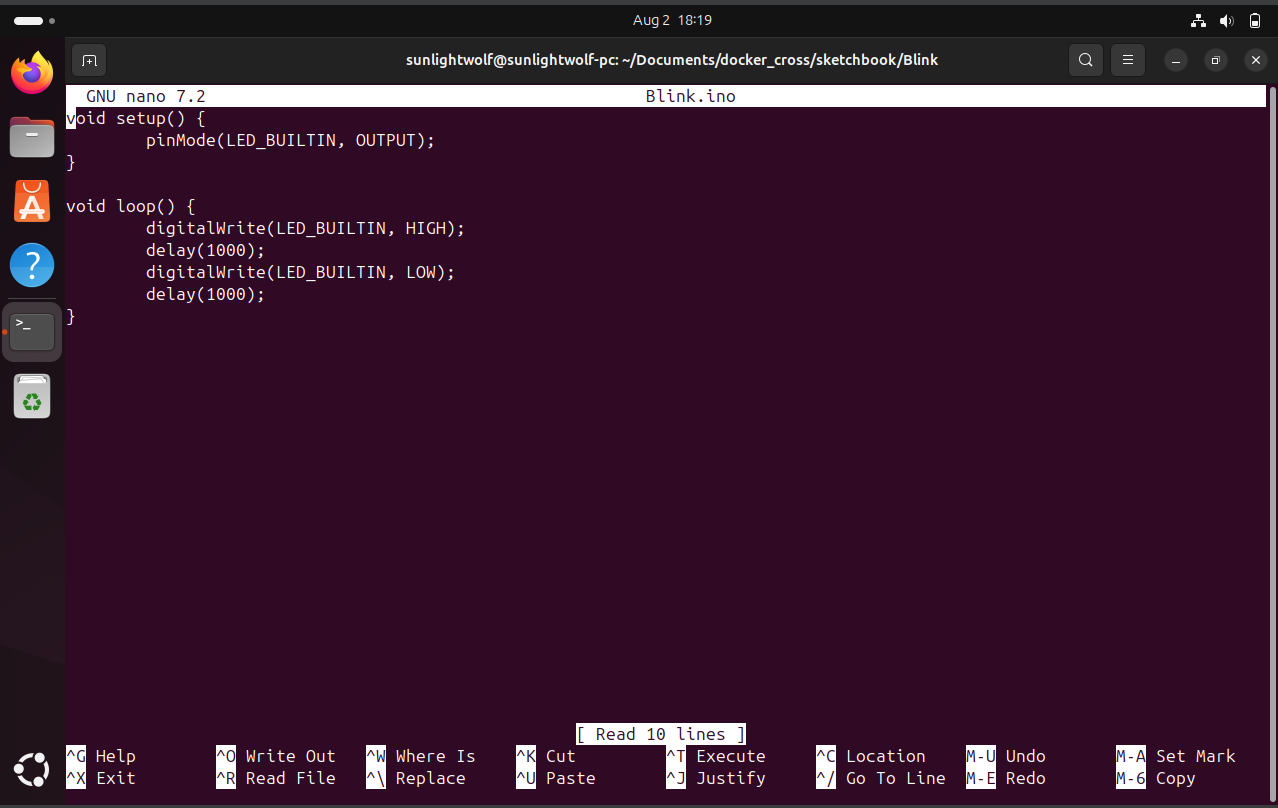 Aug 2 18:19
sunlightwolf@sunlightwolf-pc: ~/Documents/docker_cross/sketchbook/Blink
GNU nano 7.2 Blink.ino
void setup() {
        pinMode(LED_BUILTIN, OUTPUT);
}

void loop() {
        digitalWrite(LED_BUILTIN, HIGH);
        delay(1000);
        digitalWrite(LED_BUILTIN, LOW);
        delay(1000);
}
[ Read 10 lines ]
^G Help ^O Write Out ^W Where Is ^K Cut ^T Execute ^C Location M-U Undo M-A Set Mark
^X Exit ^R Read File ^\ Replace ^U Paste ^J Justify ^/ Go To Line M-E Redo M-6 Copy